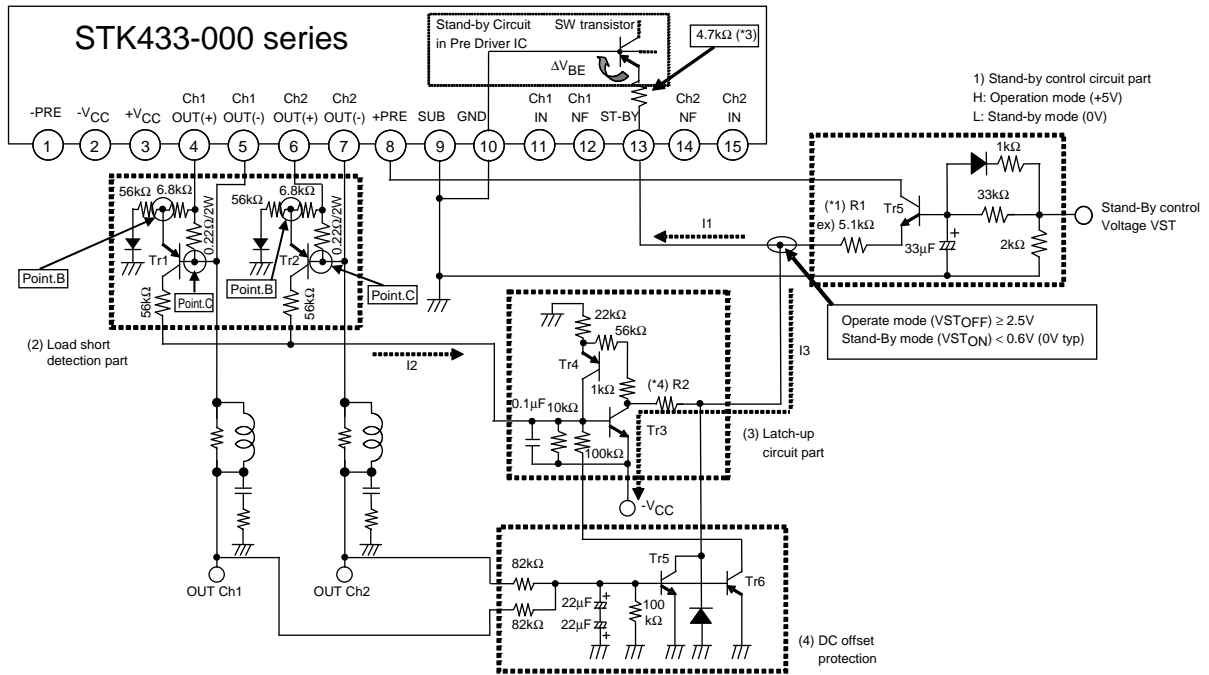 STK433-000 series
Stand-by Circuit
in Pre Driver IC
SW transistor
ΔVBE
4.7kΩ (*3)
1) Stand-by control circuit part
H: Operation mode (+5V)
L: Stand-by mode (0V)
-PRE
-VCC
+VCC
Ch1
OUT(+)
Ch1
OUT(-)
Ch2
OUT(+)
Ch2
OUT(-)
+PRE
SUB
GND
Ch1
IN
Ch1
NF
ST-BY
Ch2
NF
Ch2
IN
1
2
3
4
5
6
7
8
9
10
11
12
13
14
15
56kΩ
6.8kΩ
0.22Ω/2W
Tr1
56kΩ
Point.B
Point.C
56kΩ
6.8kΩ
0.22Ω/2W
Tr2
56kΩ
Point.B
Point.C
(2) Load short
detection part
I1
I2
I3
1kΩ
33kΩ
Tr5
(*1) R1
ex) 5.1kΩ
33µF
+
2kΩ
Stand-By control
Voltage VST
Operate mode (VSTOFF) ≥ 2.5V
Stand-By mode (VSTON) < 0.6V (0V typ)
22kΩ
56kΩ
Tr4
1kΩ
(*4) R2
0.1µF
10kΩ
Tr3
100kΩ
(3) Latch-up
circuit part
-VCC
OUT Ch1
OUT Ch2
82kΩ
82kΩ
22µF
+
22µF
+
100
kΩ
Tr5
Tr6
(4) DC offset
protection